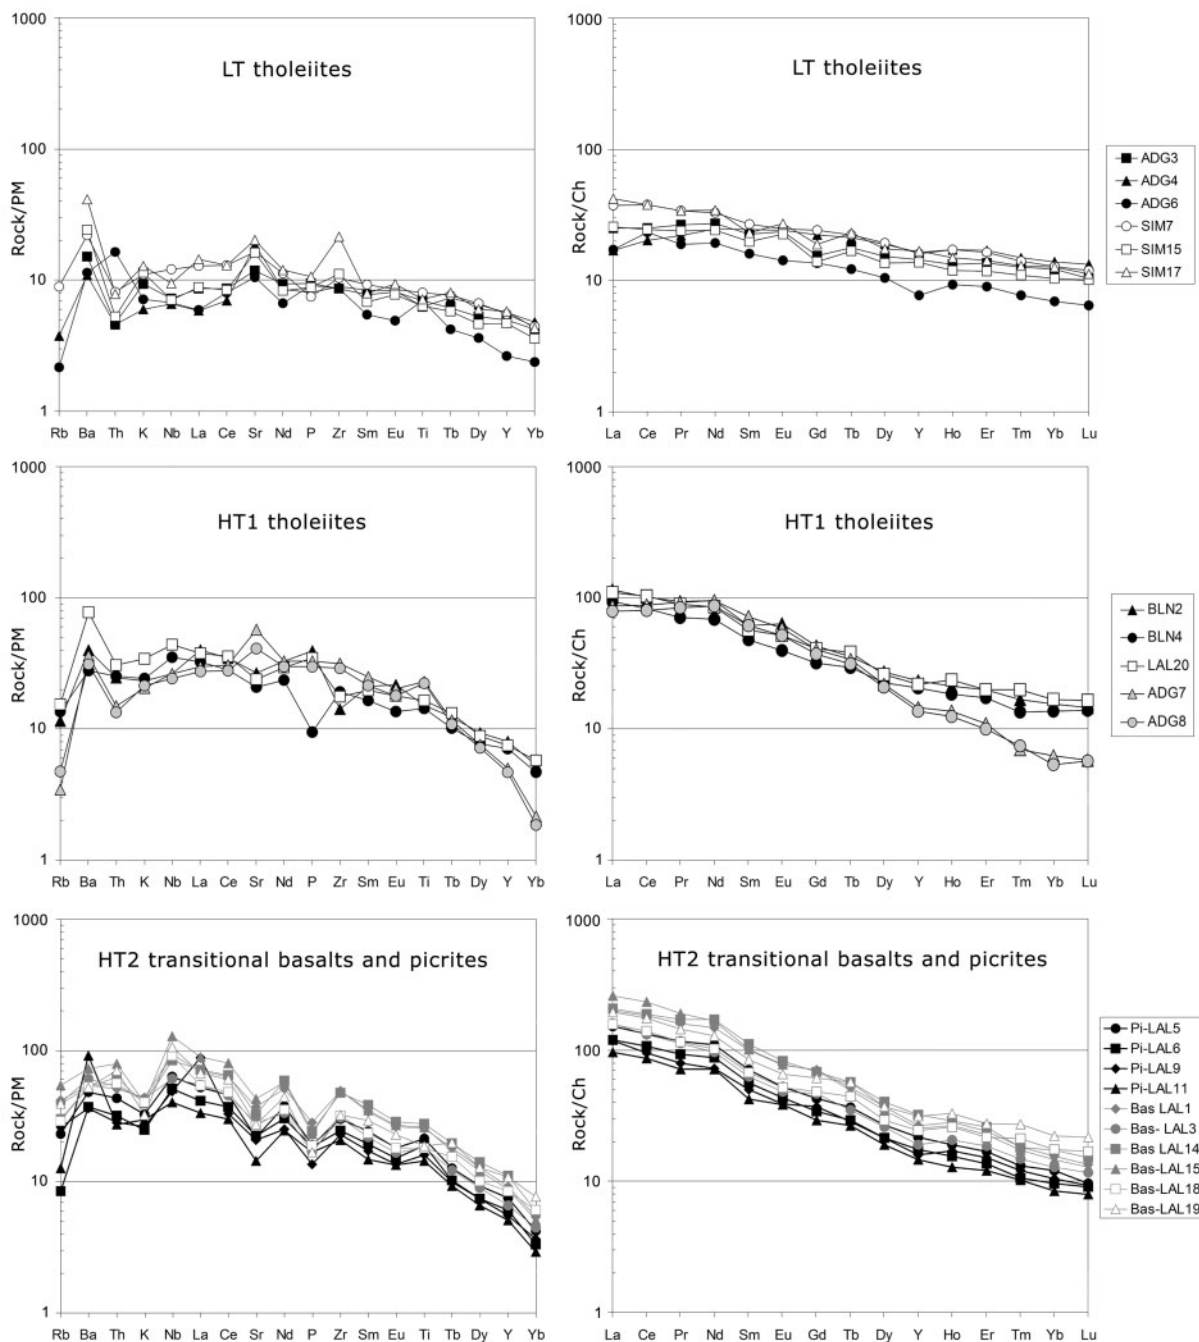 1000
LT tholeiites
100
Rock/PM
10
1
Rb Ba Th K Nb La Ce Sr Nd P Zr Sm Eu Ti Tb Dy Y Yb
1000
LT tholeiites
100
Rock/Ch
10
1
La Ce Pr Nd Sm Eu Gd Tb Dy Y Ho Er Tm Yb Lu
ADG3
ADG4
ADG6
SIM7
SIM15
SIM17
1000
HT1 tholeiites
100
Rock/PM
10
1
Rb Ba Th K Nb La Ce Sr Nd P Zr Sm Eu Ti Tb Dy Y Yb
1000
HT1 tholeiites
100
Rock/Ch
10
1
La Ce Pr Nd Sm Eu Gd Tb Dy Y Ho Er Tm Yb Lu
BLN2
BLN4
LAL20
ADG7
ADG8
1000
HT2 transitional basalts and picrites
100
Rock/PM
10
1
Rb Ba Th K Nb La Ce Sr Nd P Zr Sm Eu Ti Tb Dy Y Yb
1000
HT2 transitional basalts and picrites
100
Rock/Ch
10
1
La Ce Pr Nd Sm Eu Gd Tb Dy Y Ho Er Tm Yb Lu
Pi-LAL5
Pi-LAL6
Pi-LAL9
Pi-LAL11
Bas LAL1
Bas- LAL3
Bas LAL14
Bas-LAL15
Bas-LAL18
Bas-LAL19